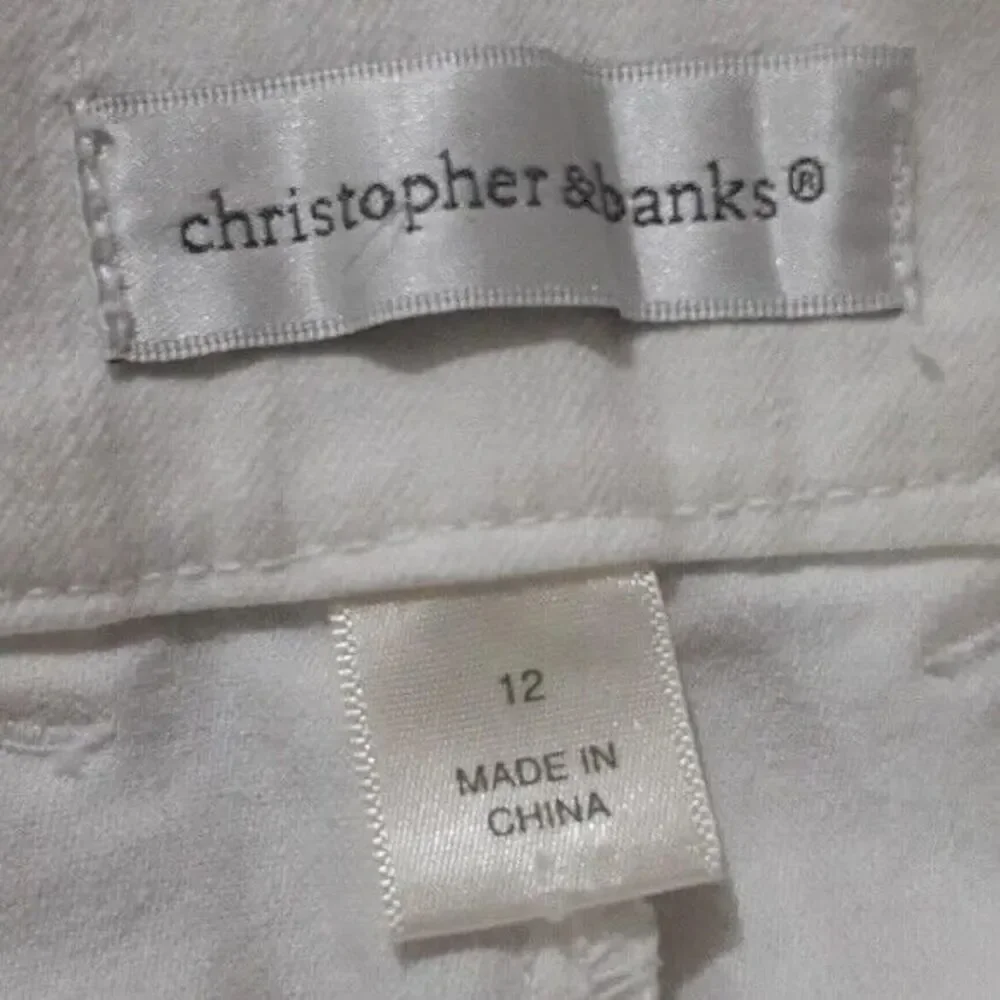 christopher & banks®
12
MADE IN
CHINA